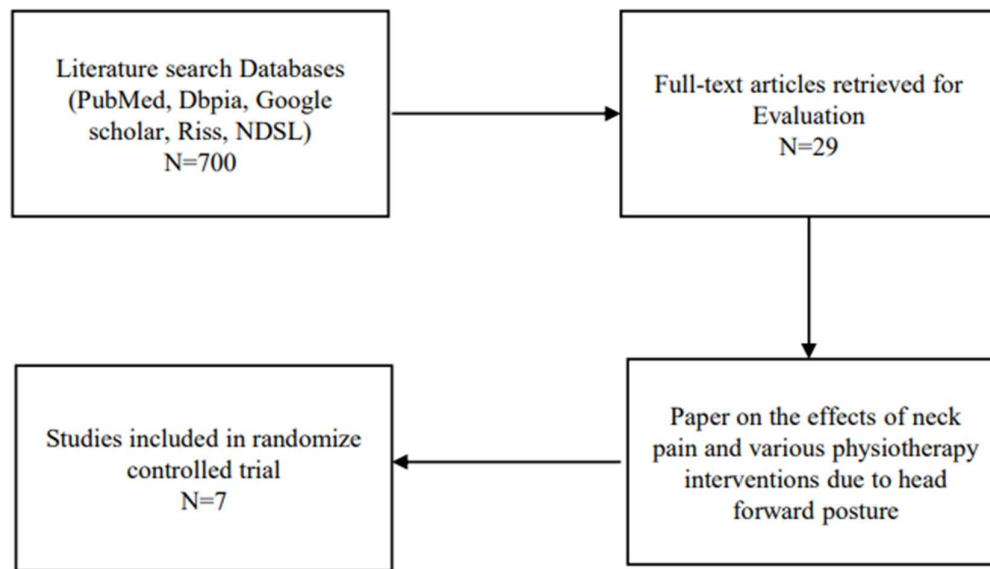 Literature search Databases
(PubMed, Dbpia, Google
scholar, Riss, NDSL)
N=700
Full-text articles retrieved for
Evaluation
N=29
Paper on the effects of neck
pain and various physiotherapy
interventions due to head
forward posture
Studies included in randomize
controlled trial
N=7